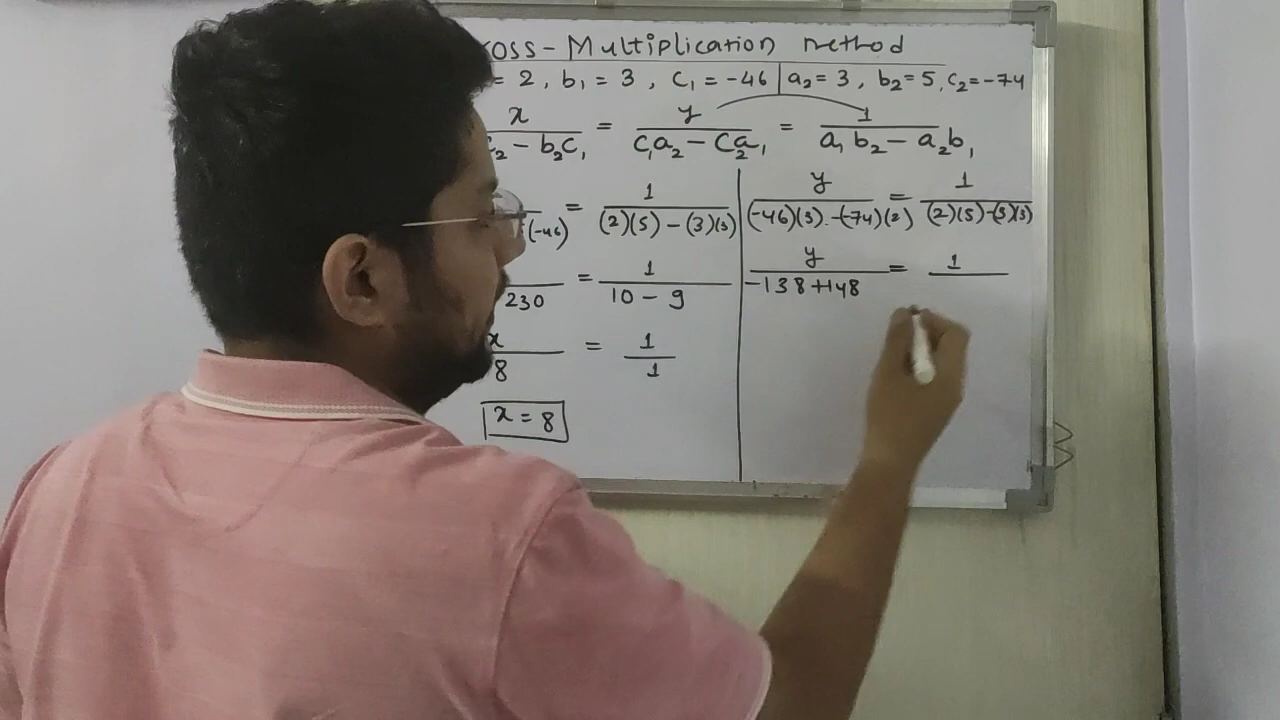 oss - Multiplication method
= 2 , b₁ = 3 , c₁ = -46 | a₂ = 3 , b₂ = 5, c₂ = -74
x/(c₂ - b₂c₁) = y/(c₁a₂ - c₂a₁) = 1/(a₁b₂ - a₂b₁)
(-46) = 1/((2)(5) - (3)(3)) | y/((-46)(3) - (-74)(2)) = 1/((2)(5) - (3)(3))
230 = 1/(10 - 9) | y/(-138 + 148) = 1/
x/8 = 1/1
x = 8